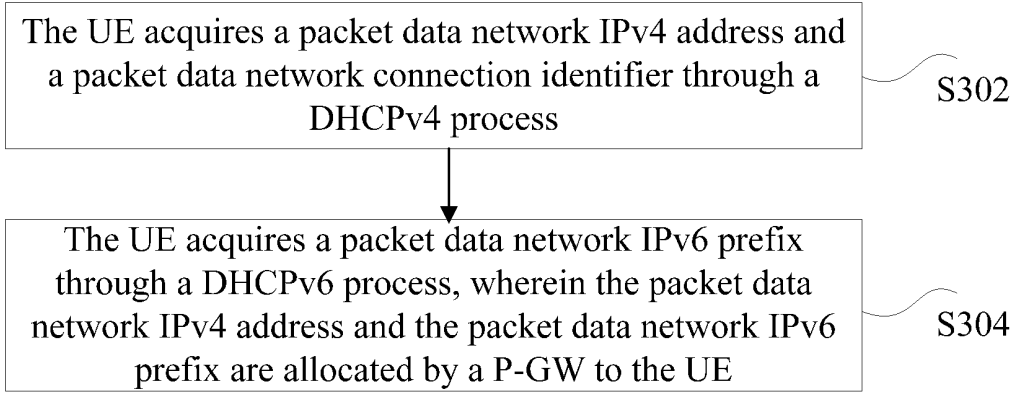 The UE acquires a packet data network IPv4 address and
a packet data network connection identifier through a
DHCPv4 process
S302
The UE acquires a packet data network IPv6 prefix
through a DHCPv6 process, wherein the packet data
network IPv4 address and the packet data network IPv6
prefix are allocated by a P-GW to the UE
S304